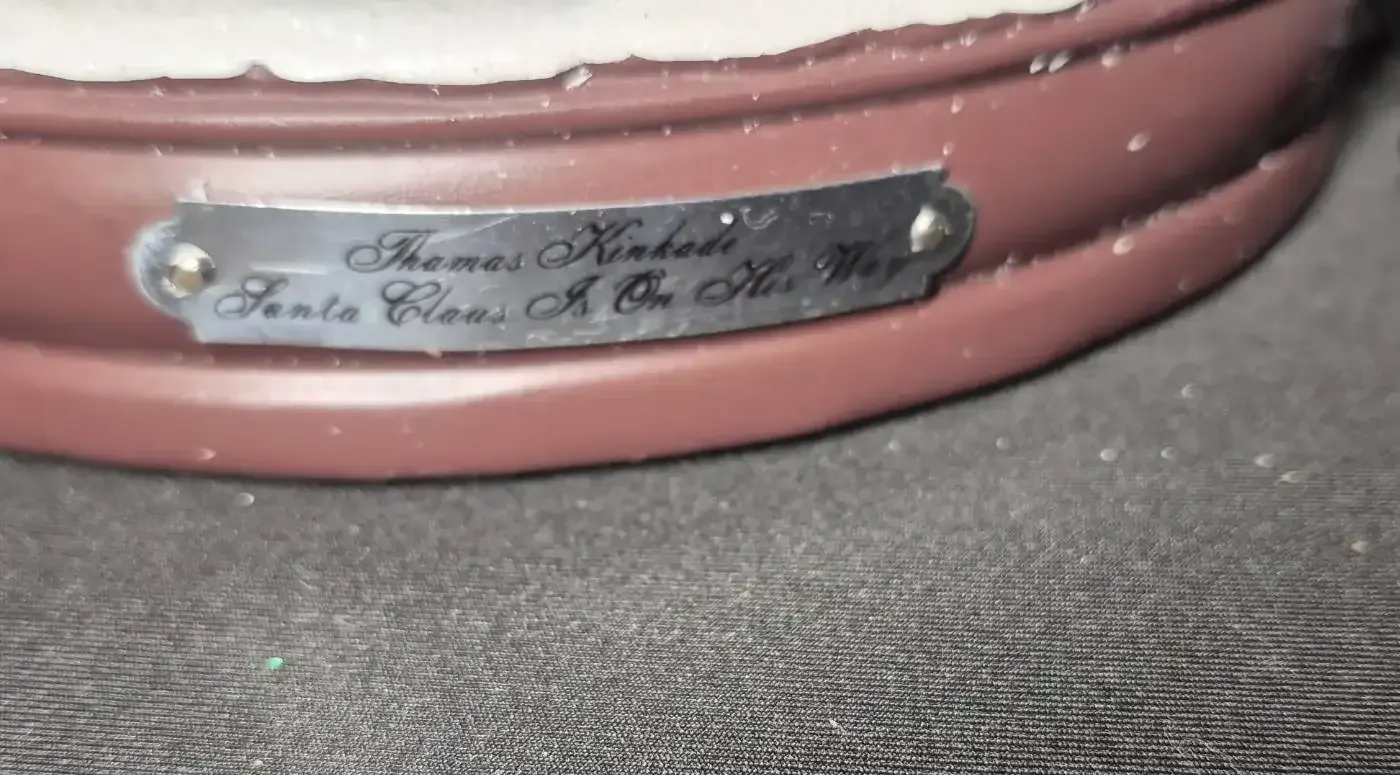 Thomas Kinkade
Santa Claus Is On His Way